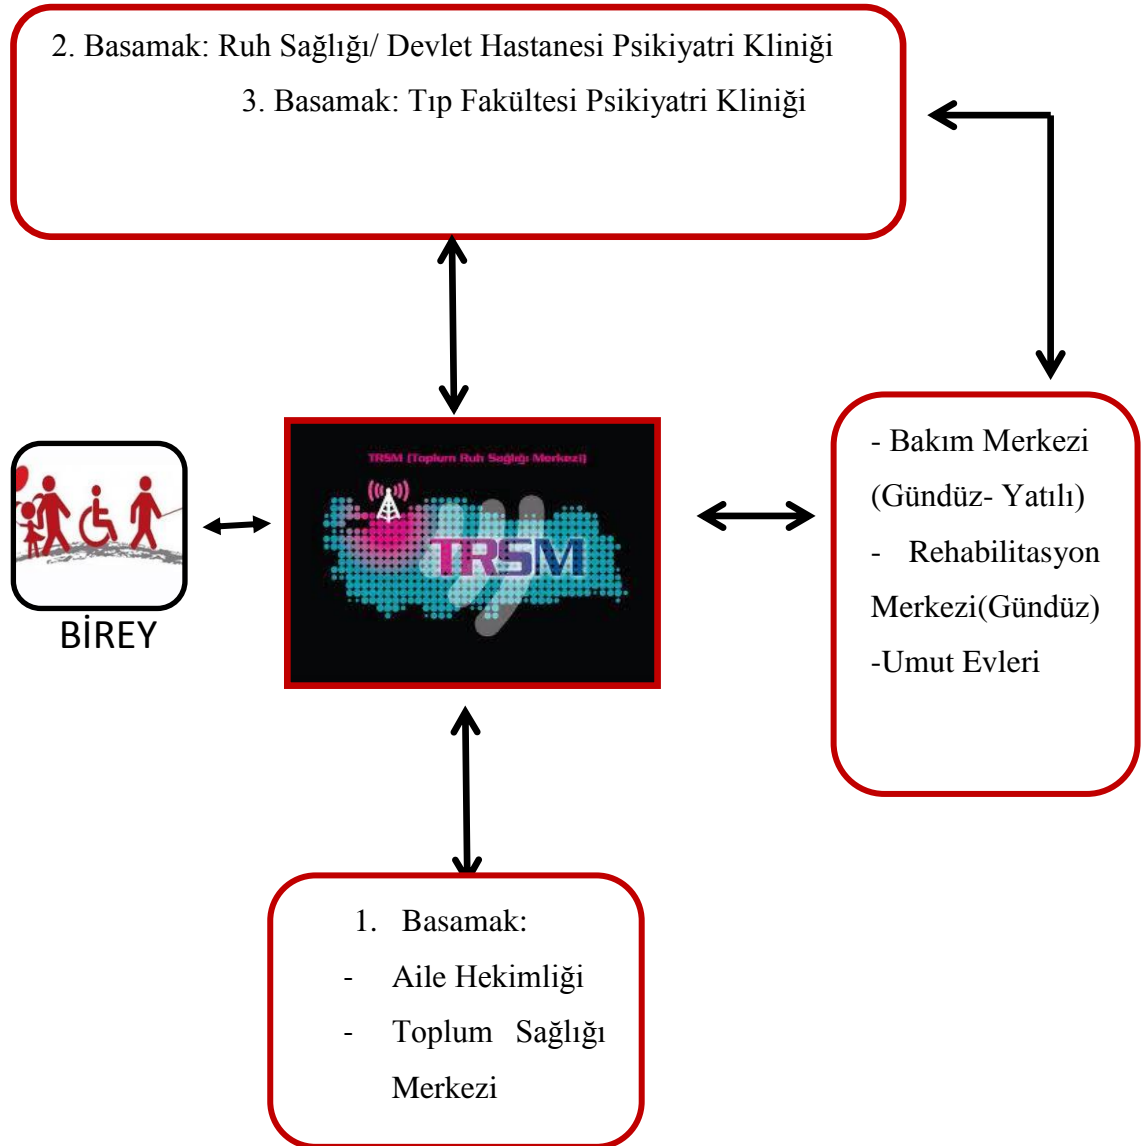 2. Basamak: Ruh Sağlığı/ Devlet Hastanesi Psikiyatri Kliniği
3. Basamak: Tıp Fakültesi Psikiyatri Kliniği
TRSM (Toplum Ruh Sağlığı Merkezi)
TRSM
BİREY
- Bakım Merkezi
(Gündüz- Yatılı)
- Rehabilitasyon
Merkezi(Gündüz)
-Umut Evleri
1. Basamak:
- Aile Hekimliği
- Toplum Sağlığı
Merkezi